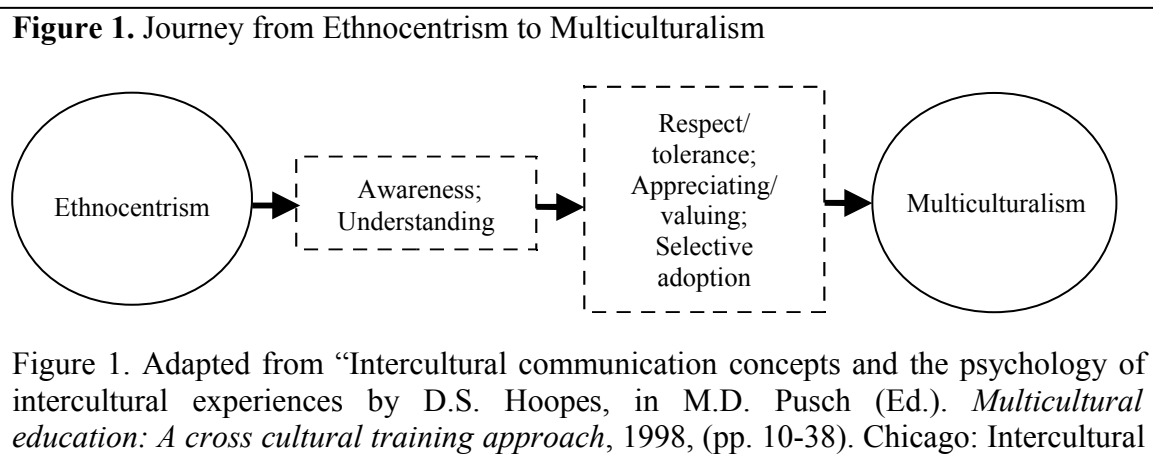 Figure 1. Journey from Ethnocentrism to Multiculturalism
Ethnocentrism
Awareness;
Understanding
Respect/
tolerance;
Appreciating/
valuing;
Selective
adoption
Multiculturalism
Figure 1. Adapted from “Intercultural communication concepts and the psychology of
intercultural experiences by D.S. Hoopes, in M.D. Pusch (Ed.). Multicultural
education: A cross cultural training approach, 1998, (pp. 10-38). Chicago: Intercultural